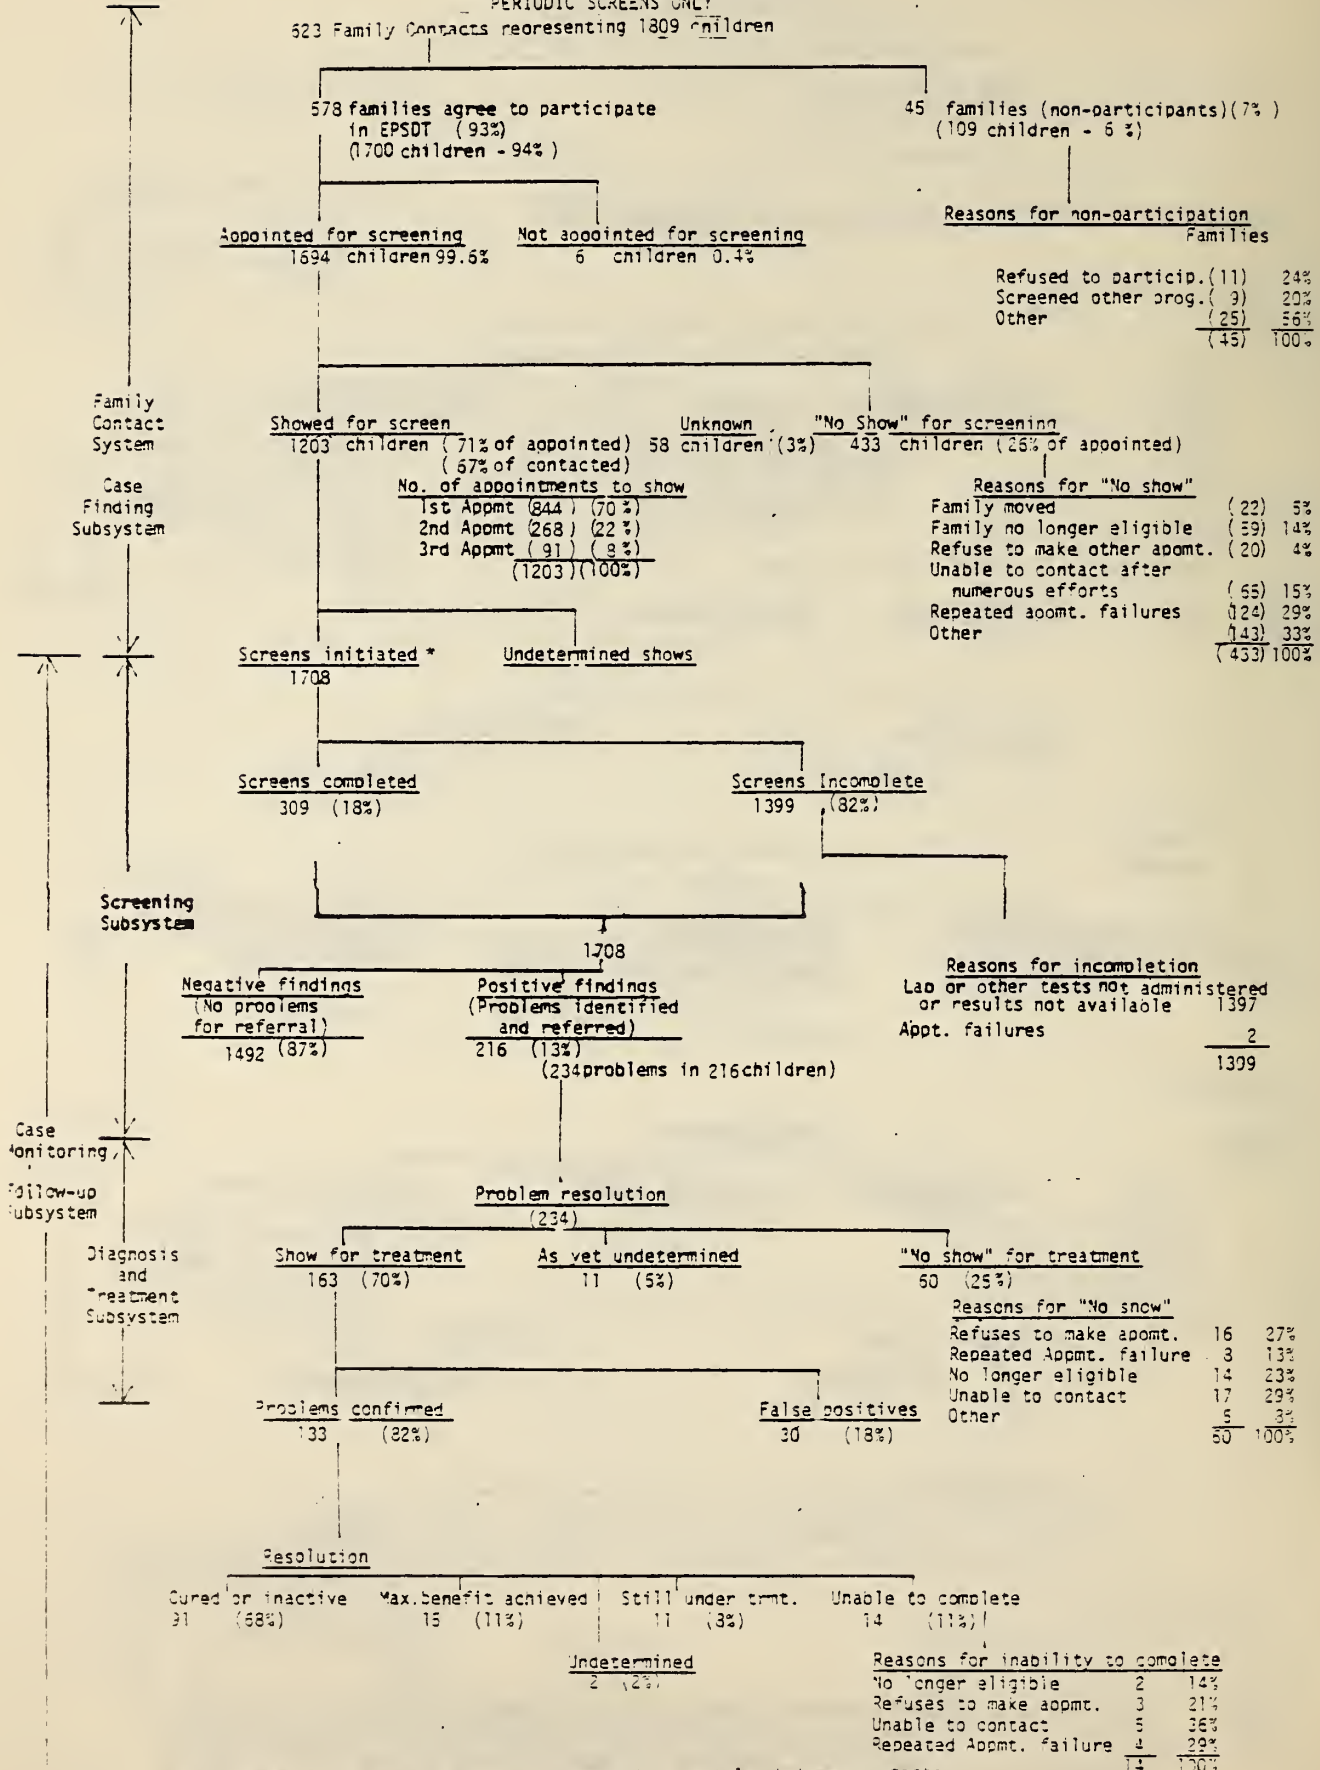 PERIODIC SCREENS ONLY
623 Family Contacts representing 1809 children
578 families agree to participate
in EPSDT (93%)
(1700 children - 94%)
45 families (non-participants)(7%)
(109 children - 6 %)
Reasons for non-participation
Families
Refused to particip.(11) 24%
Screened other prog.( 9) 20%
Other (25) 56%
(45) 100%
Appointed for screening
1694 children 99.6%
Not appointed for screening
6 children 0.4%
Family
Contact
System
Case
Finding
Subsystem
Showed for screen
1203 children ( 71% of appointed)
( 67% of contacted)
Unknown
58 children (3%)
"No Show" for screening
433 children (26% of appointed)
No. of appointments to show
1st Appmt (844) (70%)
2nd Appmt (268) (22%)
3rd Appmt ( 91) ( 8%)
(1203)(100%)
Reasons for "No show"
Family moved (22) 5%
Family no longer eligible (59) 14%
Refuse to make other appmt. (20) 4%
Unable to contact after
numerous efforts (65) 15%
Repeated appmt. failures (124) 29%
Other (143) 33%
(433) 100%
Screens initiated *
1708
Undetermined shows
Screens completed
309 (18%)
Screens Incomplete
1399 (82%)
Screening
Subsystem
1708
Negative findings
(No problems
for referral)
1492 (87%)
Positive findings
(Problems identified
and referred)
216 (13%)
(234 problems in 216 children)
Reasons for incompletion
Lab or other tests not administered
or results not available 1397
Appt. failures 2
1399
Case
Monitoring
Follow-up
Subsystem
Diagnosis
and
Treatment
Subsystem
Problem resolution
(234)
Show for treatment
163 (70%)
As yet undetermined
11 (5%)
"No show" for treatment
60 (25%)
Reasons for "No show"
Refuses to make appmt. 16 27%
Repeated Appmt. failure 8 13%
No longer eligible 14 23%
Unable to contact 17 29%
Other 5 8%
60 100%
Problems confirmed
133 (82%)
False positives
30 (18%)
Resolution
Cured or inactive
91 (68%)
Max.benefit achieved
15 (11%)
Still under trmt.
11 (8%)
Unable to complete
14 (11%)
Undetermined
2 (2%)
Reasons for inability to complete
No longer eligible 2 14%
Refuses to make appmt. 3 21%
Unable to contact 5 36%
Repeated Appmt. failure 4 29%
14 100%